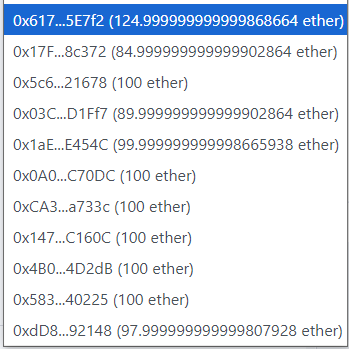 0x617...5E7f2 (124.999999999999868664 ether)
0x17F...8c372 (84.999999999999902864 ether)
0x5c6...21678 (100 ether)
0x03C...D1Ff7 (89.999999999999902864 ether)
0x1aE...E454C (99.999999999998665938 ether)
0x0A0...C70DC (100 ether)
0xCA3...a733c (100 ether)
0x147...C160C (100 ether)
0x4B0...4D2dB (100 ether)
0x583...40225 (100 ether)
0xdD8...92148 (97.999999999999807928 ether)